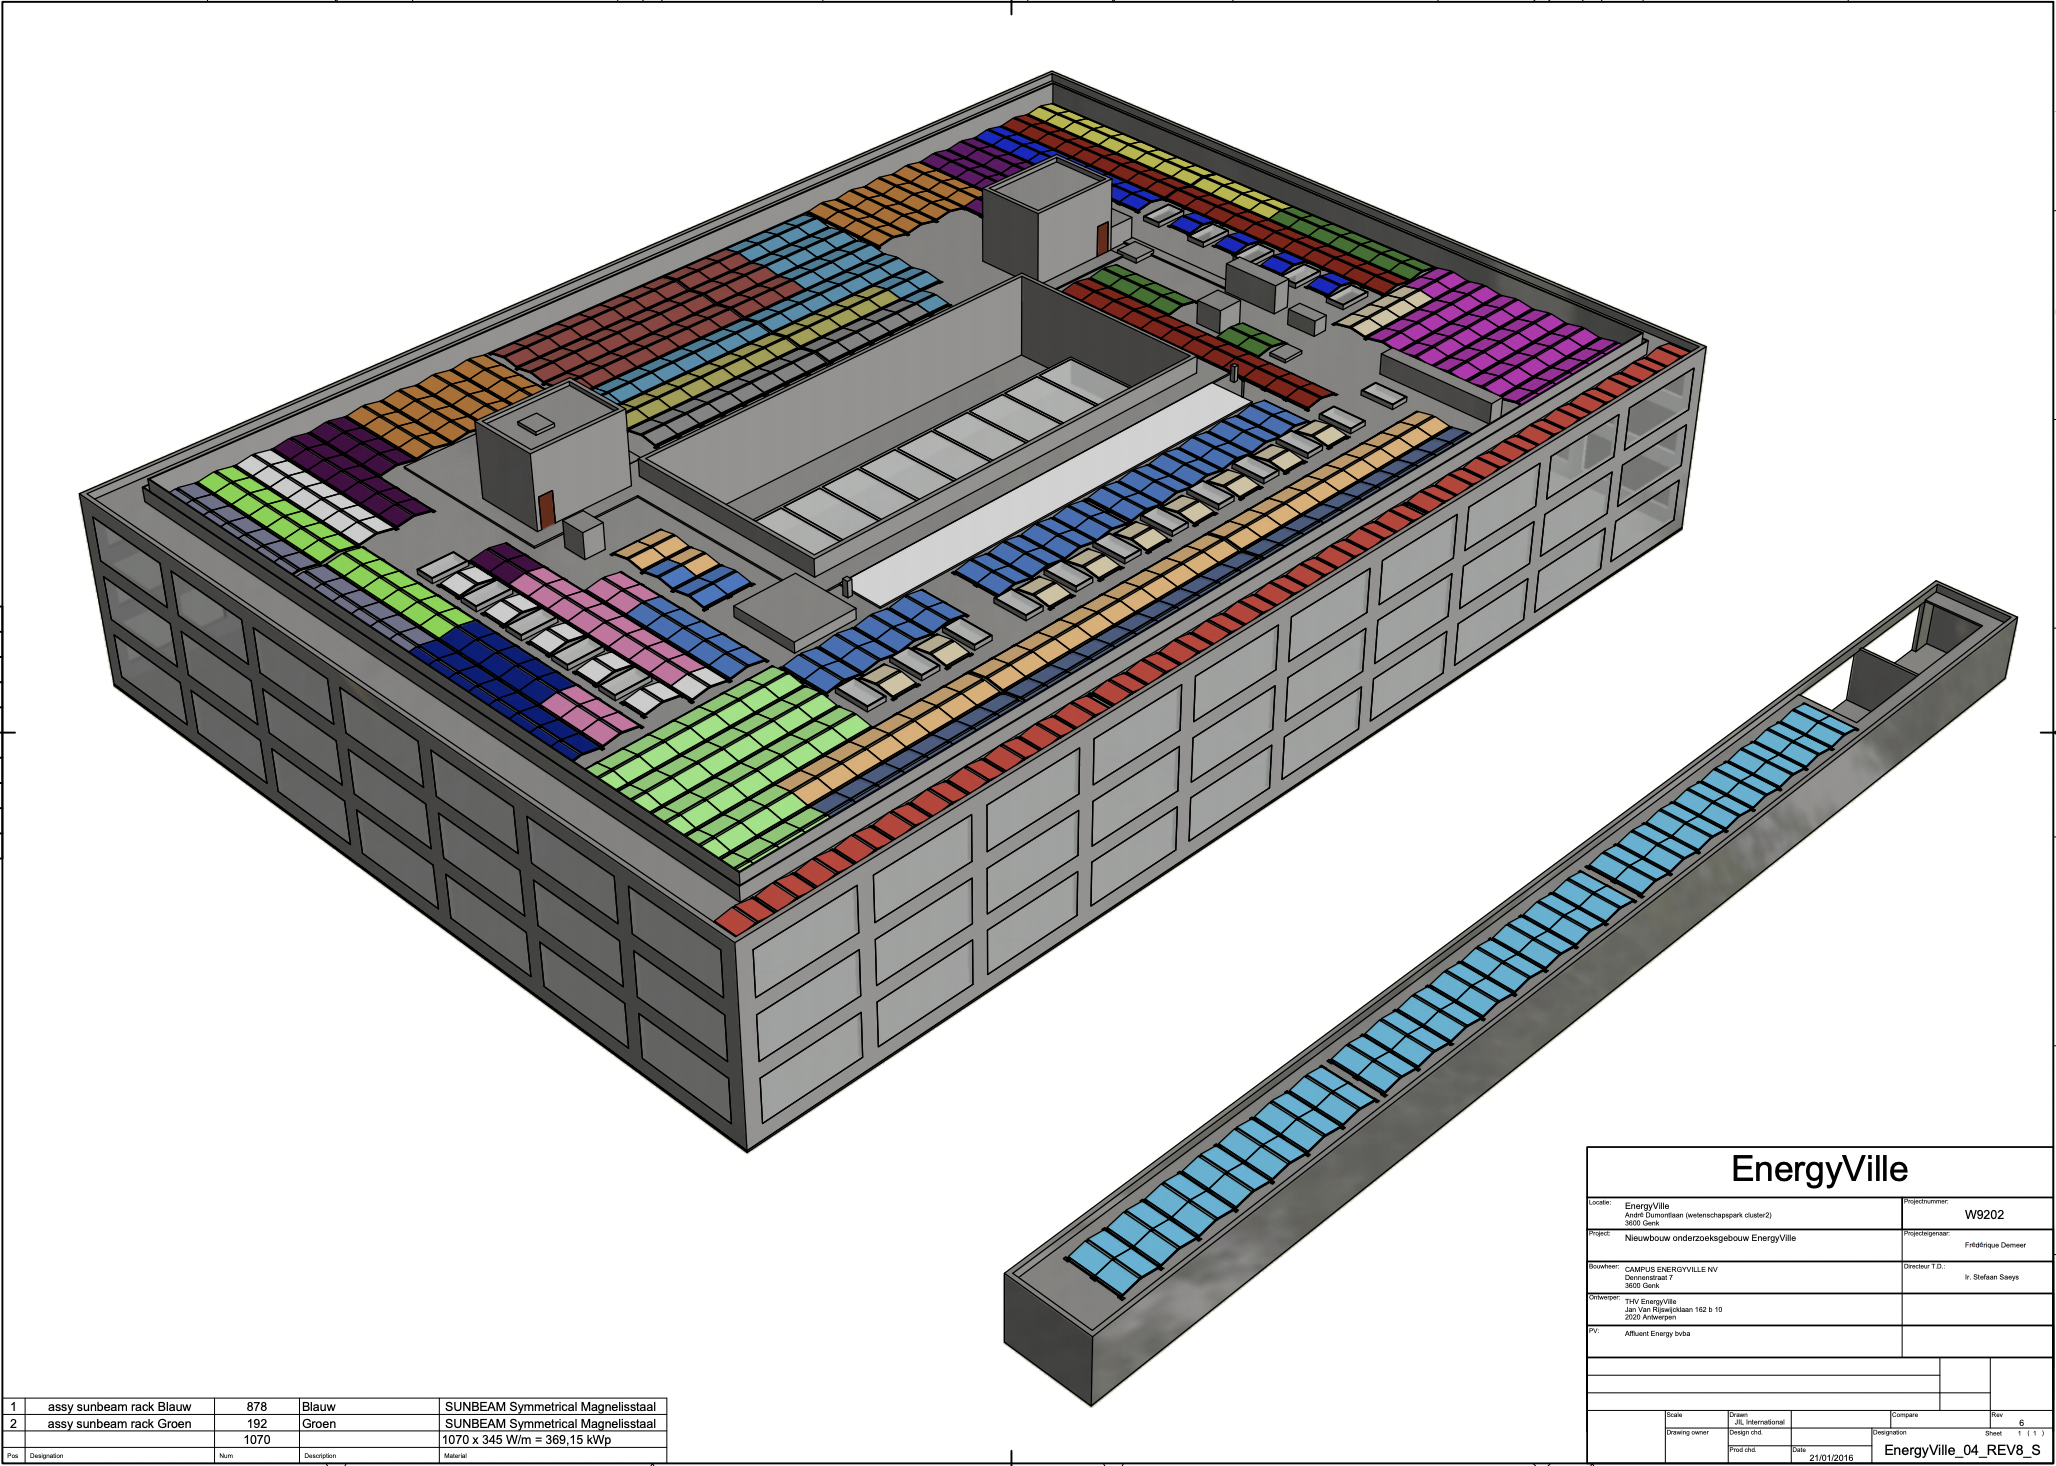 EnergyVille
Locatie:
EnergyVille
André Dumontlaan (wetenschapspark cluster2)
3600 Genk
Projectnummer:
W9202
Project:
Nieuwbouw onderzoeksgebouw EnergyVille
Projecteigenaar:
Frédérique Demeer
Bouwheer:
CAMPUS ENERGYVILLE NV
Dennenstraat 7
3600 Genk
Directeur T.D.:
Ir. Stefaan Saeys
Ontwerper:
THV EnergyVille
Jan Van Rijswijcklaan 162 b 10
2020 Antwerpen
PV:
Affluent Energy bvba
1 assy sunbeam rack Blauw 878 Blauw SUNBEAM Symmetrical Magnelisstaal
2 assy sunbeam rack Groen 192 Groen SUNBEAM Symmetrical Magnelisstaal
1070 1070 x 345 W/m = 369,15 kWp
Pos Designation Num Description Material
Scale
Drawn
JIL International
Compare
Rev
6
Drawing owner
Design chd.
Designation
Sheet 1 ( 1 )
Prod chd.
Date
21/01/2016
EnergyVille_04_REV8_S